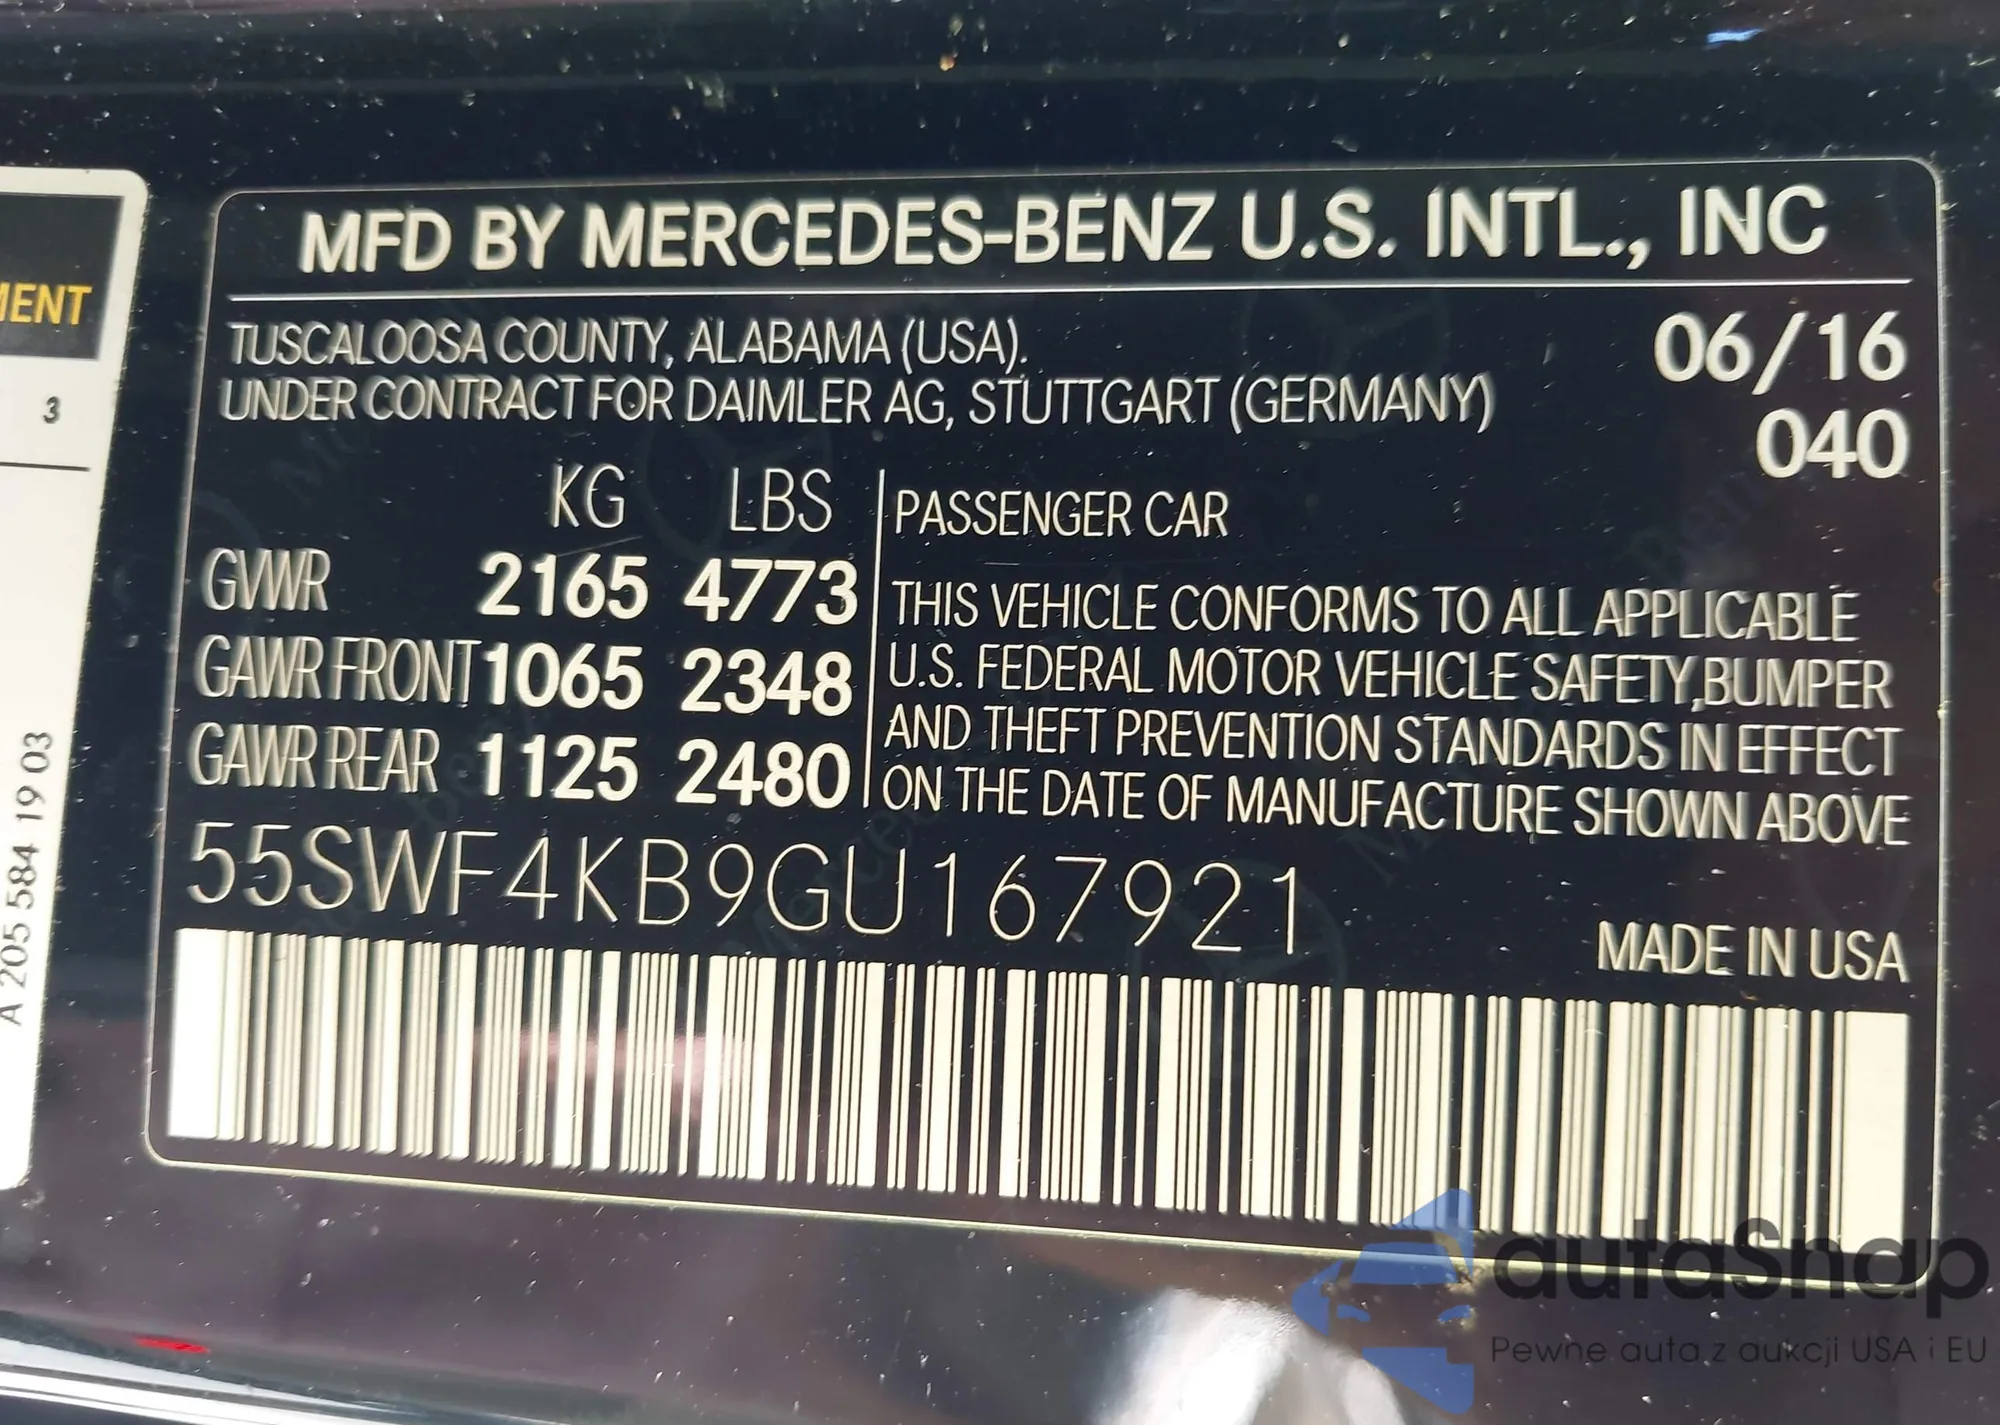 MENT
3
A 205 584 19 03
MFD BY MERCEDES-BENZ U.S. INTL., INC
TUSCALOOSA COUNTY, ALABAMA (USA).
UNDER CONTRACT FOR DAIMLER AG, STUTTGART (GERMANY)
06/16
040
KG LBS
GVWR 2165 4773
GAWR FRONT 1065 2348
GAWR REAR 1125 2480
PASSENGER CAR
THIS VEHICLE CONFORMS TO ALL APPLICABLE
U.S. FEDERAL MOTOR VEHICLE SAFETY,BUMPER
AND THEFT PREVENTION STANDARDS IN EFFECT
ON THE DATE OF MANUFACTURE SHOWN ABOVE
55SWF4KB9GU167921
MADE IN USA
autaSnap
Pewne auta z aukcji USA i EU